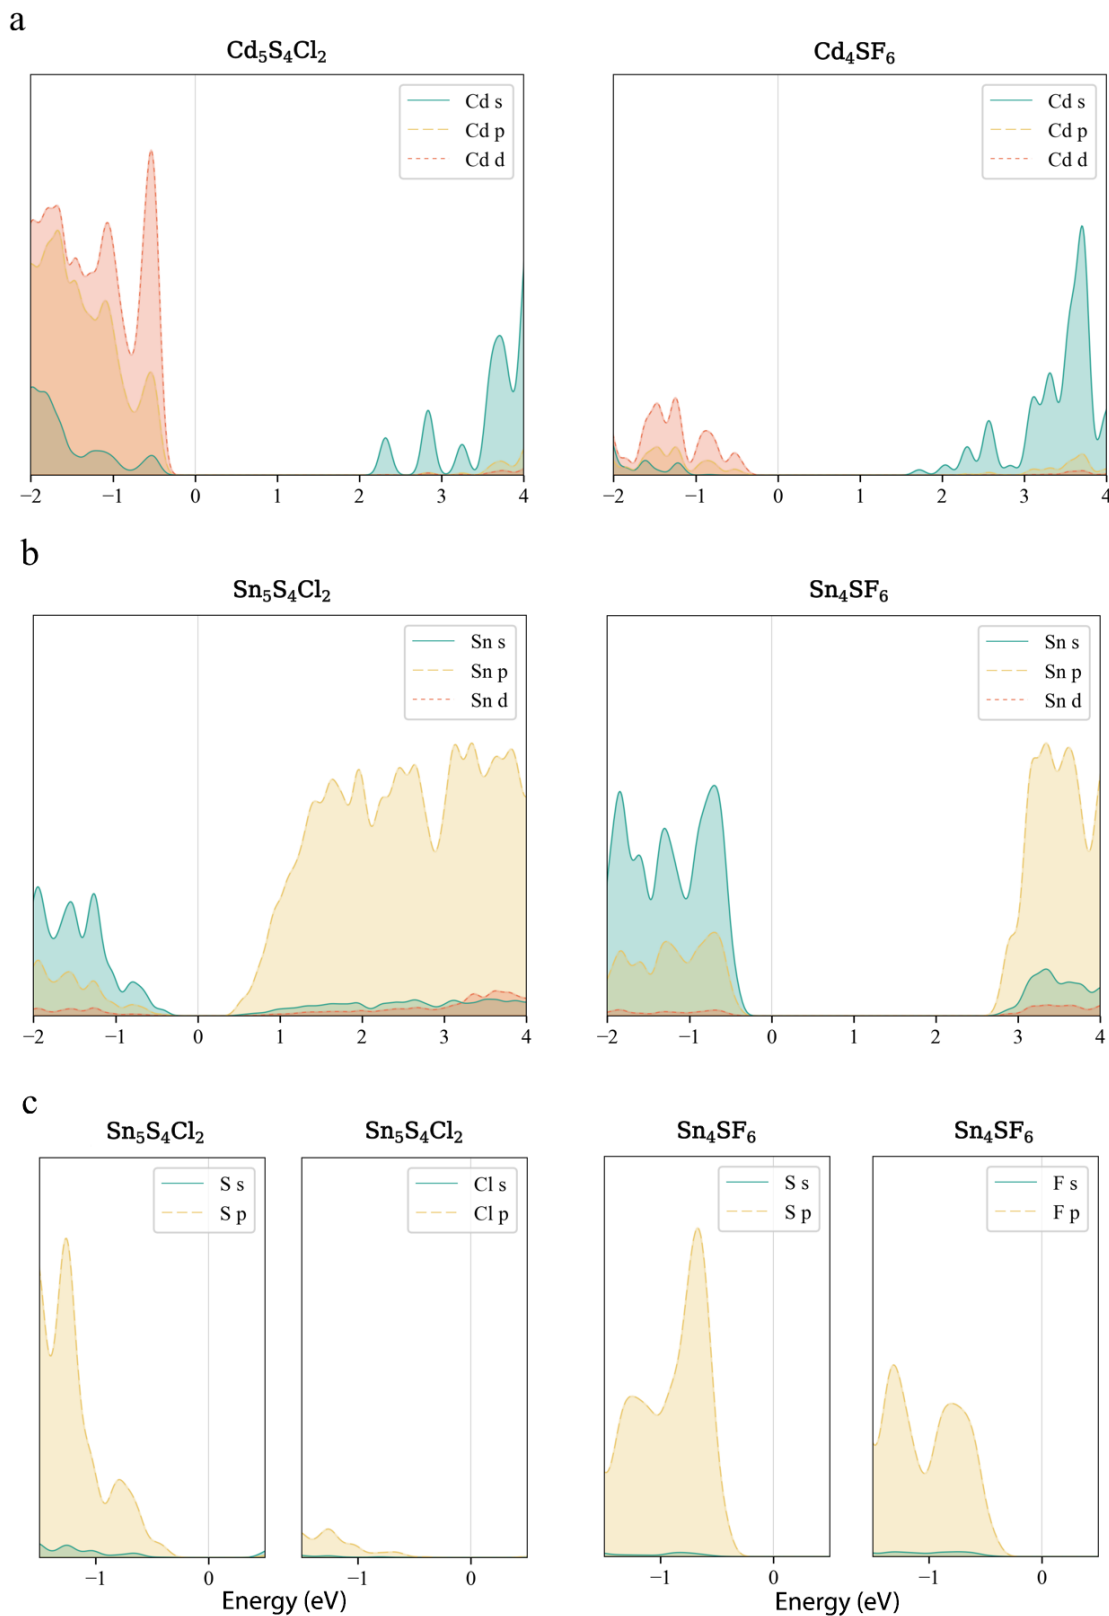 a
Cd₅S₄Cl₂
Cd s
Cd p
Cd d
−2 −1 0 1 2 3 4
Cd₄SF₆
Cd s
Cd p
Cd d
−2 −1 0 1 2 3 4
b
Sn₅S₄Cl₂
Sn s
Sn p
Sn d
−2 −1 0 1 2 3 4
Sn₄SF₆
Sn s
Sn p
Sn d
−2 −1 0 1 2 3 4
c
Sn₅S₄Cl₂
S s
S p
−1 0
Sn₅S₄Cl₂
Cl s
Cl p
−1 0
Energy (eV)
Sn₄SF₆
S s
S p
−1 0
Sn₄SF₆
F s
F p
−1 0
Energy (eV)